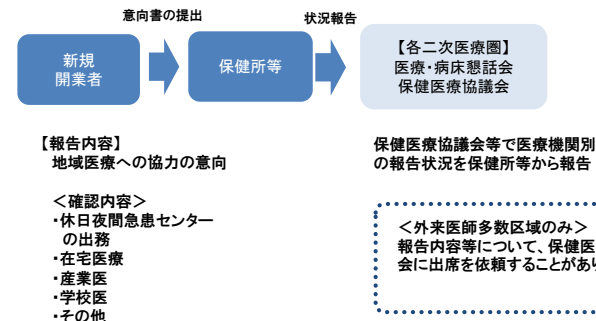 意向書の提出
状況報告
新規
開業者
保健所等
【各二次医療圏】
医療・病床懇話会
保健医療協議会
【報告内容】
地域医療への協力の意向
＜確認内容＞
・休日夜間急患センター
の出務
・在宅医療
・産業医
・学校医
・その他
保健医療協議会等で医療機関別
の報告状況を保健所等から報告
＜外来医師多数区域のみ＞
報告内容等について、保健医
会に出席を依頼することがあ